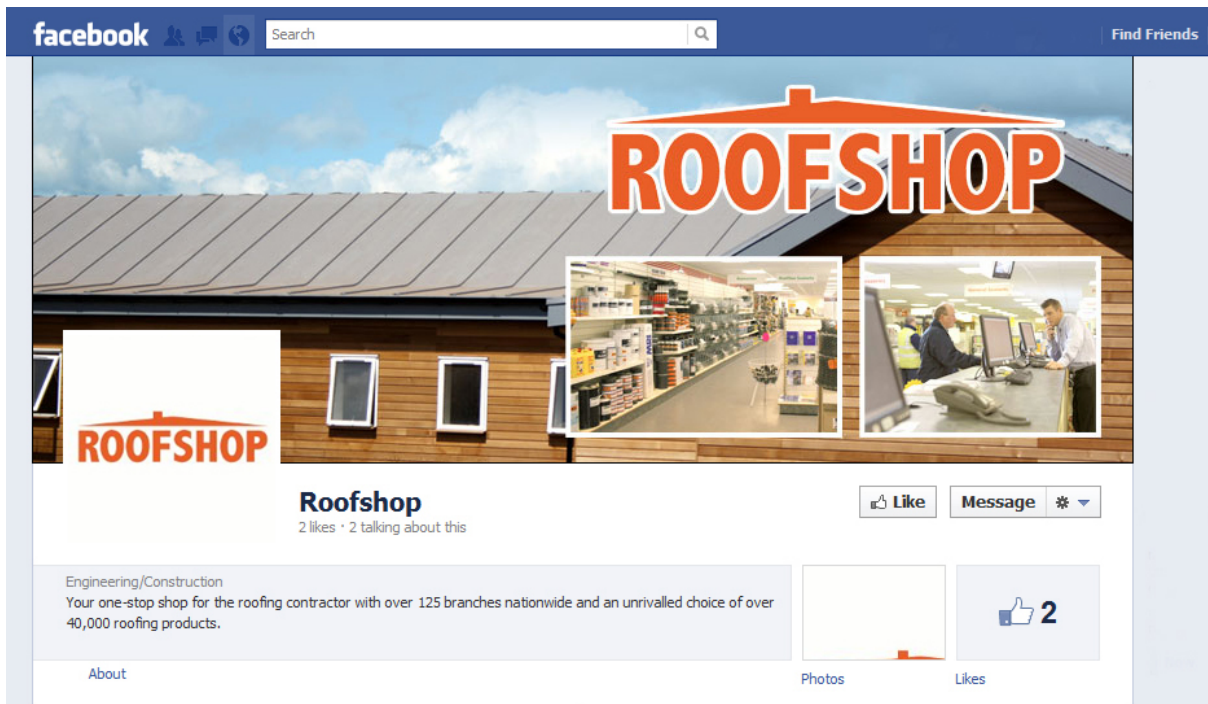 facebook
Search
Find Friends
ROOFSHOP
ROOFSHOP
Roofshop
2 likes · 2 talking about this
Like
Message
Engineering/Construction
Your one-stop shop for the roofing contractor with over 125 branches nationwide and an unrivalled choice of over
40,000 roofing products.
2
About
Photos
Likes